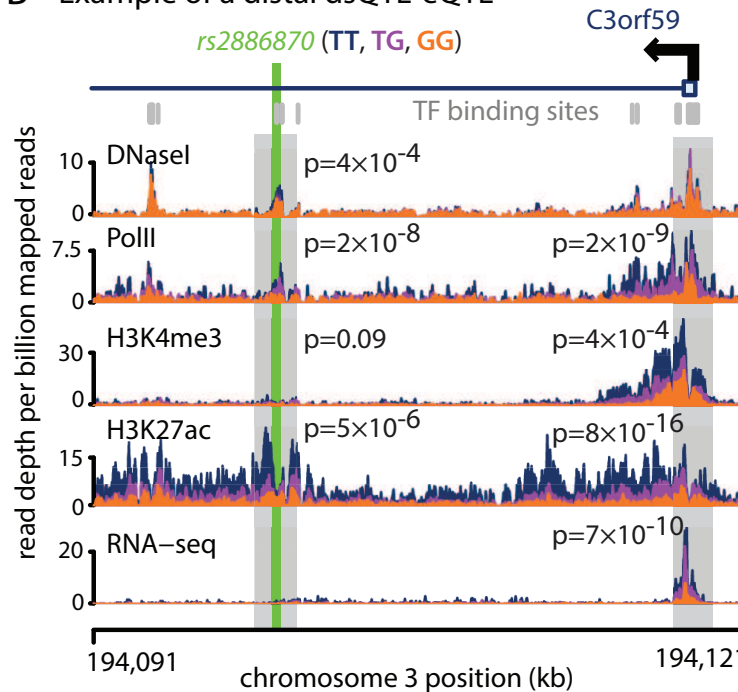 C3orf59
rs2886870 (TT, TG, GG)
TF binding sites
read depth per billion mapped reads
DNaseI
10
0
p=4×10-4
PolII
7.5
0
p=2×10-8
p=2×10-9
H3K4me3
30
0
p=0.09
p=4×10-4
H3K27ac
15
0
p=5×10-6
p=8×10-16
RNA−seq
20
0
p=7×10-10
194,091
194,121
chromosome 3 position (kb)